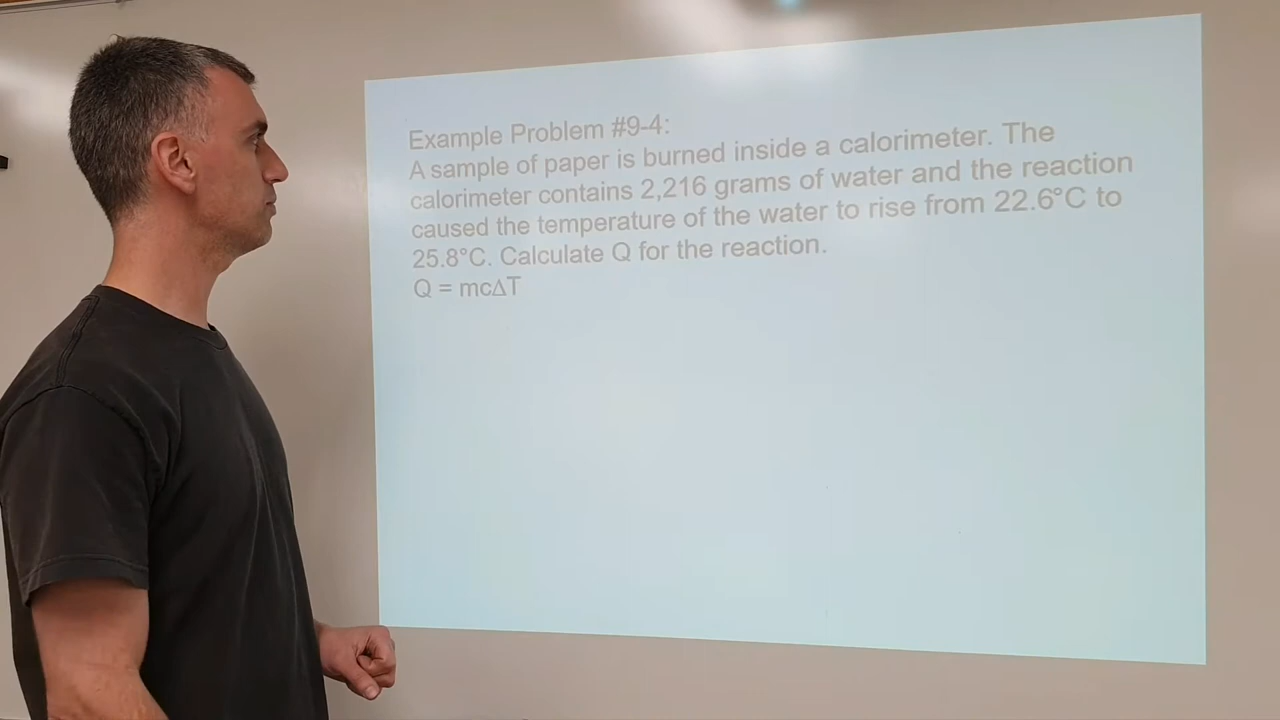 Example Problem #9-4:
A sample of paper is burned inside a calorimeter. The
calorimeter contains 2,216 grams of water and the reaction
caused the temperature of the water to rise from 22.6°C to
25.8°C. Calculate Q for the reaction.
Q = mcΔT